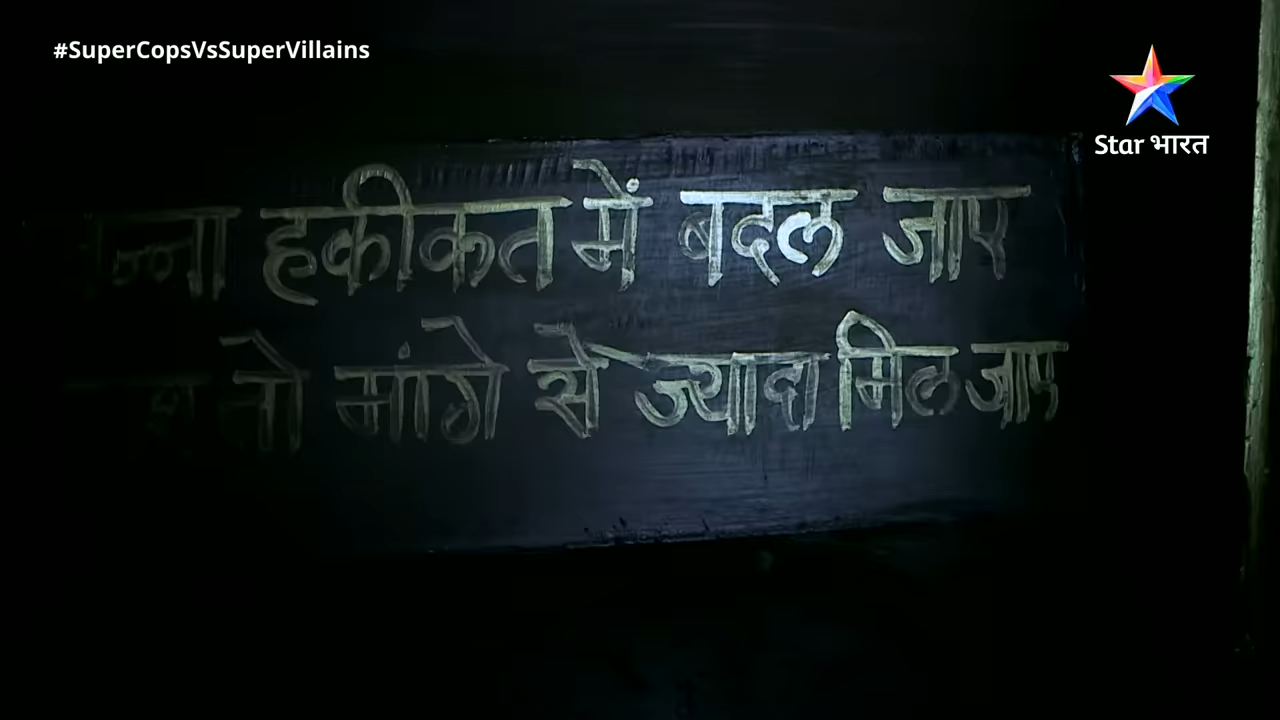 #SuperCopsVsSuperVillains
Star भारत
हकीकत में बदल जाए
तो मांगे से ज्यादा मिल जाए